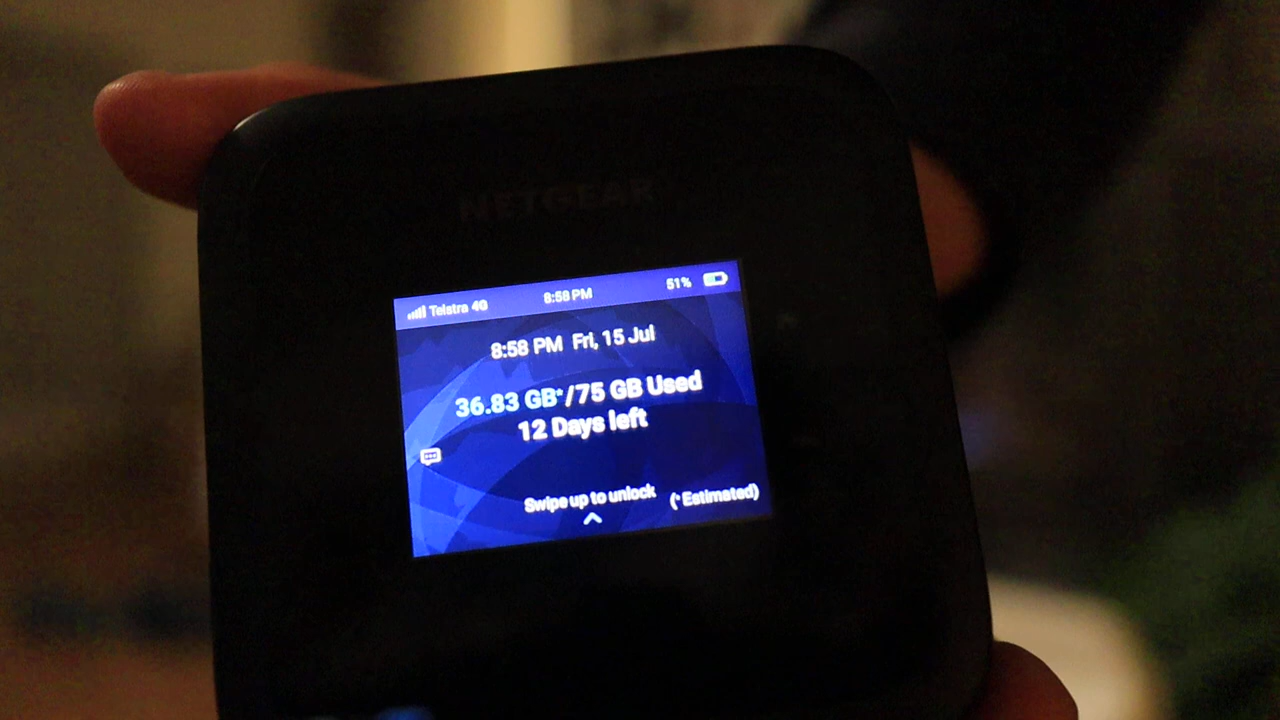 NETGEAR
Telstra 4G 8:58 PM 51%
8:58 PM Fri, 15 Jul
36.83 GB*/75 GB Used
12 Days left
Swipe up to unlock (*Estimated)